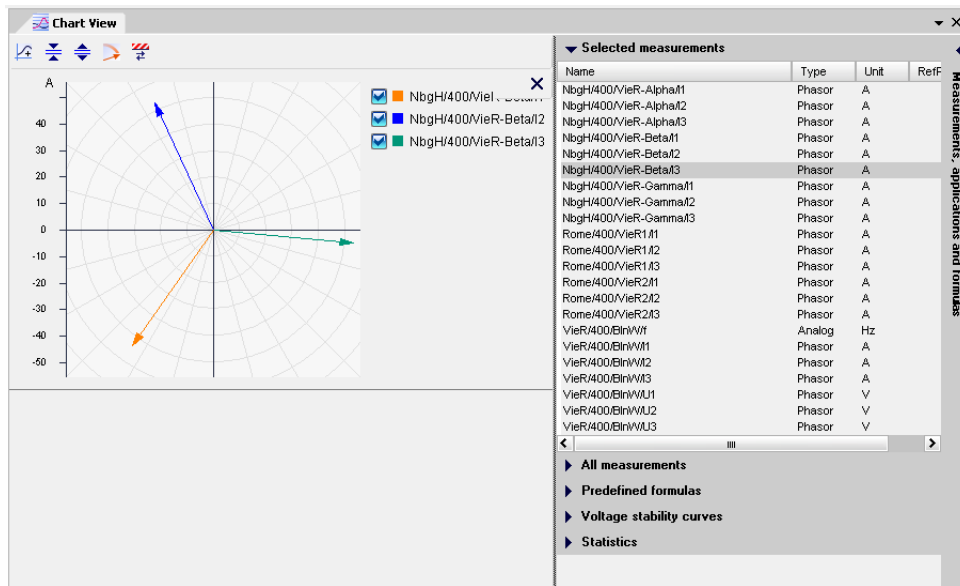 Chart View
A
40
30
20
10
0
-10
-20
-30
-40
-50
NbgH/400/VieR-Beta/I1
NbgH/400/VieR-Beta/I2
NbgH/400/VieR-Beta/I3
Selected measurements
Name Type Unit RefF
NbgH/400/VieR-Alpha/I1 Phasor A
NbgH/400/VieR-Alpha/I2 Phasor A
NbgH/400/VieR-Alpha/I3 Phasor A
NbgH/400/VieR-Beta/I1 Phasor A
NbgH/400/VieR-Beta/I2 Phasor A
NbgH/400/VieR-Beta/I3 Phasor A
NbgH/400/VieR-Gamma/I1 Phasor A
NbgH/400/VieR-Gamma/I2 Phasor A
NbgH/400/VieR-Gamma/I3 Phasor A
Rome/400/VieR1/I1 Phasor A
Rome/400/VieR1/I2 Phasor A
Rome/400/VieR1/I3 Phasor A
Rome/400/VieR2/I1 Phasor A
Rome/400/VieR2/I2 Phasor A
Rome/400/VieR2/I3 Phasor A
VieR/400/BlnW/f Analog Hz
VieR/400/BlnW/I1 Phasor A
VieR/400/BlnW/I2 Phasor A
VieR/400/BlnW/I3 Phasor A
VieR/400/BlnW/U1 Phasor V
VieR/400/BlnW/U2 Phasor V
VieR/400/BlnW/U3 Phasor V
All measurements
Predefined formulas
Voltage stability curves
Statistics
Measurements, applications and formulas